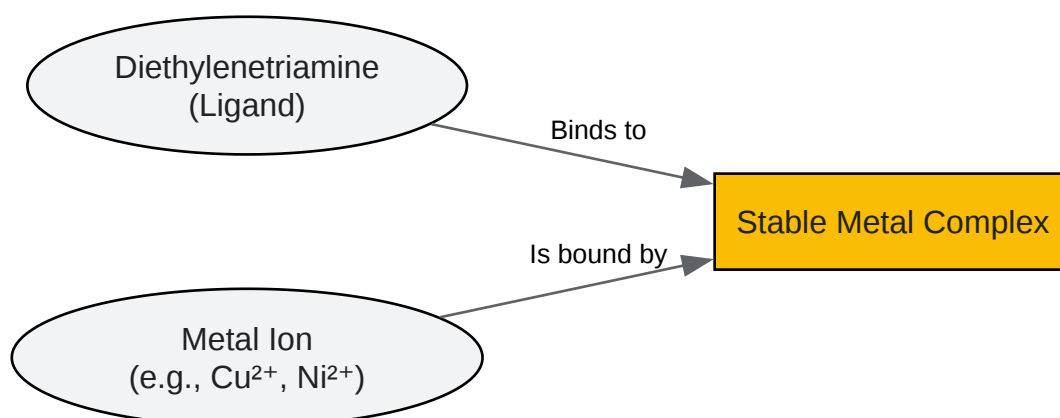 Diethylenetriamine
(Ligand)
Binds to
Stable Metal Complex
Is bound by
Metal Ion
(e.g., Cu²⁺, Ni²⁺)